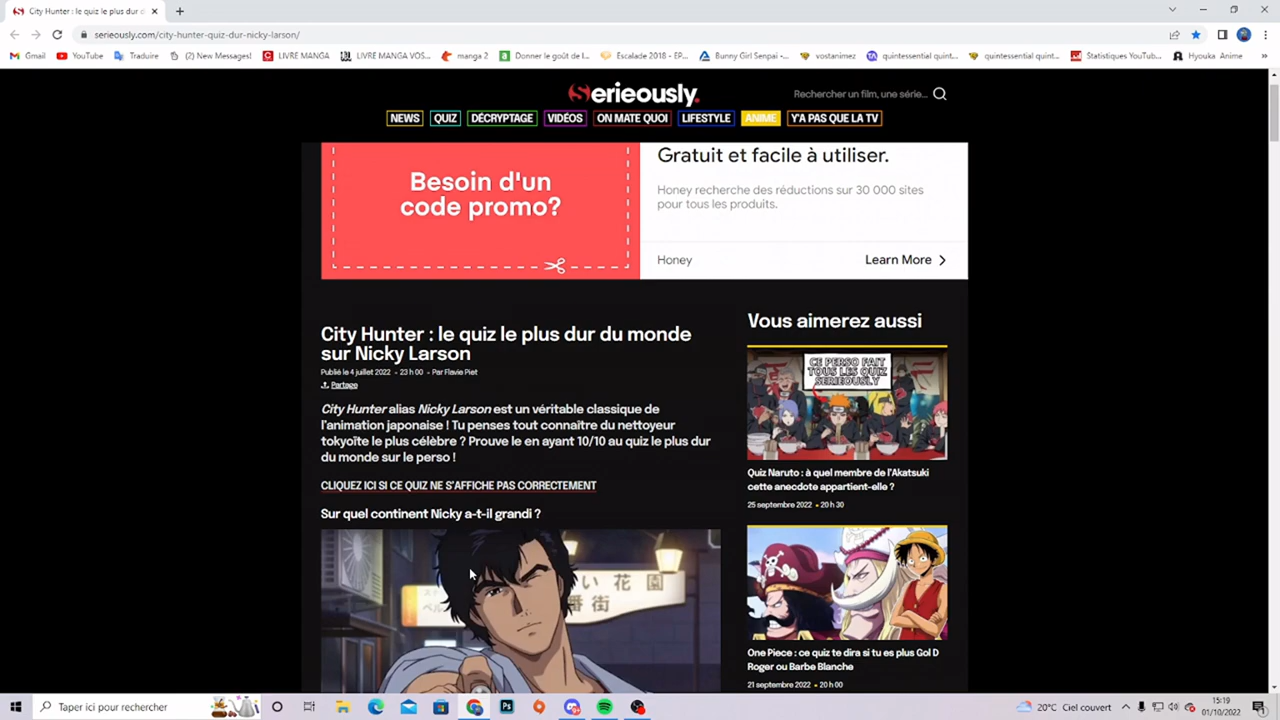 City Hunter : le quiz le plus dur d
serieously.com/city-hunter-quiz-dur-nicky-larson/
Gmail
YouTube
Traduire
(2) New Messages!
LIVRE MANGA
LIVRE MANGA VOS...
manga 2
Donner le goût de l...
Escalade 2018 - EP...
Bunny Girl Senpai -...
vostanimez
quintessential quint...
quintessential quint...
Statistiques YouTub...
Hyouka Anime
Serieously.
Rechercher un film, une série...
NEWS
QUIZ
DÉCRYPTAGE
VIDÉOS
ON MATE QUOI
LIFESTYLE
ANIME
Y'A PAS QUE LA TV
Besoin d'un
code promo?
Gratuit et facile à utiliser.
Honey recherche des réductions sur 30 000 sites
pour tous les produits.
Honey
Learn More
City Hunter : le quiz le plus dur du monde
sur Nicky Larson
Publié le 4 juillet 2022 • 23 h 00 • Par Flavie Piet
Partage
City Hunter alias Nicky Larson est un véritable classique de
l'animation japonaise ! Tu penses tout connaître du nettoyeur
tokyoïte le plus célèbre ? Prouve le en ayant 10/10 au quiz le plus dur
du monde sur le perso !
CLIQUEZ ICI SI CE QUIZ NE S'AFFICHE PAS CORRECTEMENT
Sur quel continent Nicky a-t-il grandi ?
い花園
番街
Vous aimerez aussi
CE PERSO FAIT
TOUS LES QUIZ
SERIEOUSLY
Quiz Naruto : à quel membre de l'Akatsuki
cette anecdote appartient-elle ?
25 septembre 2022 • 20 h 30
One Piece : ce quiz te dira si tu es plus Gol D
Roger ou Barbe Blanche
21 septembre 2022 • 20 h 00
Taper ici pour rechercher
20°C Ciel couvert
15:19
01/10/2022